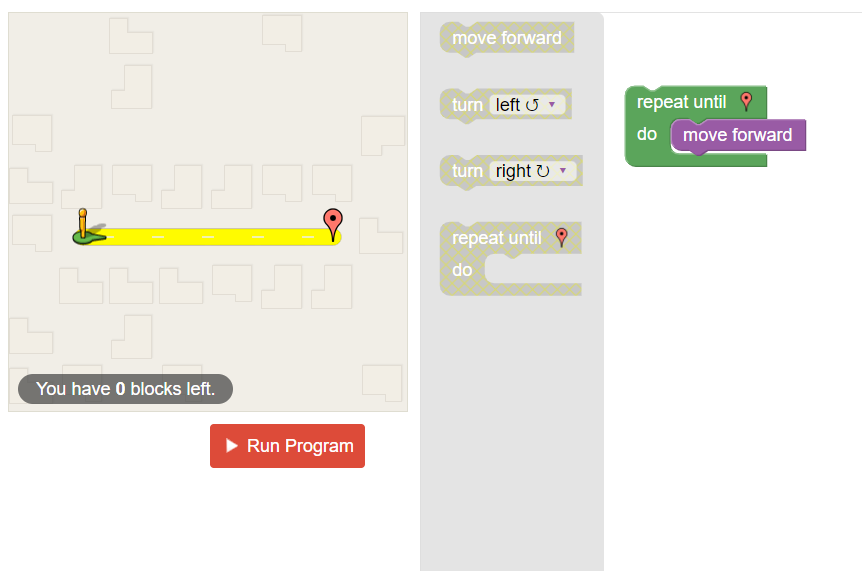 move forward
turn left ↺ ▾
turn right ↻ ▾
repeat until
do
repeat until
do move forward
You have 0 blocks left.
Run Program